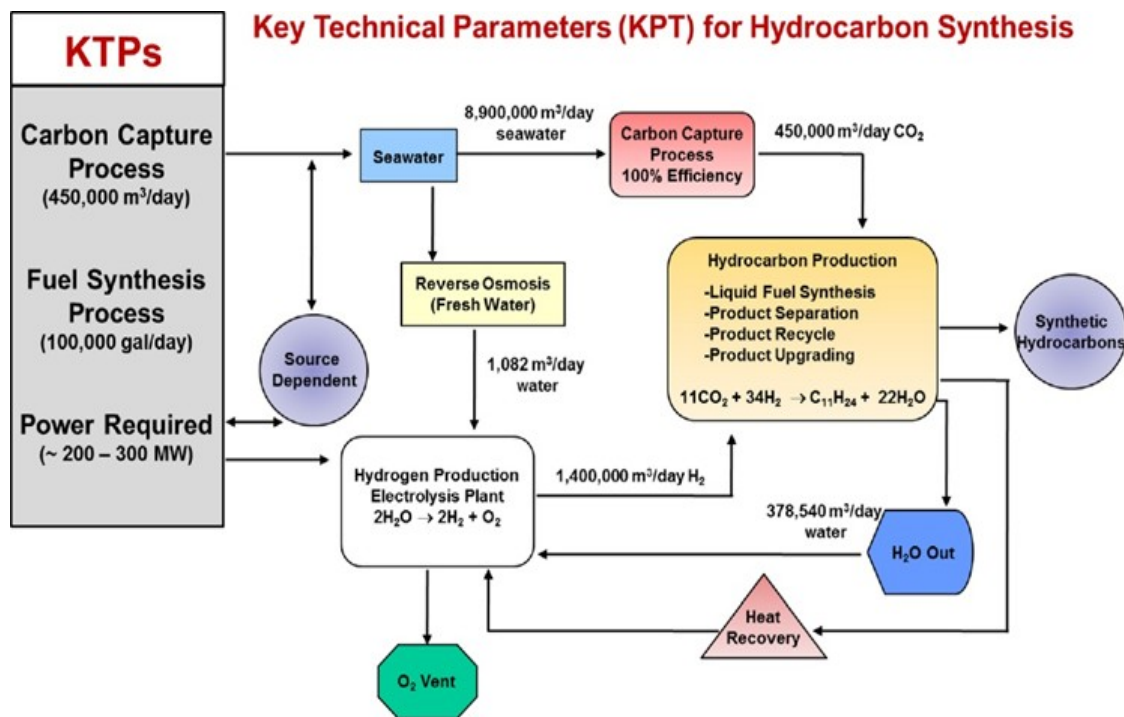 Key Technical Parameters (KPT) for Hydrocarbon Synthesis
KTPs
Carbon Capture
Process
(450,000 m³/day)
Fuel Synthesis
Process
(100,000 gal/day)
Power Required
(~ 200 – 300 MW)
Source
Dependent
Seawater
8,900,000 m³/day
seawater
Carbon Capture
Process
100% Efficiency
450,000 m³/day CO₂
Reverse Osmosis
(Fresh Water)
1,082 m³/day
water
Hydrocarbon Production
-Liquid Fuel Synthesis
-Product Separation
-Product Recycle
-Product Upgrading
11CO₂ + 34H₂ → C₁₁H₂₄ + 22H₂O
Synthetic
Hydrocarbons
Hydrogen Production
Electrolysis Plant
2H₂O → 2H₂ + O₂
1,400,000 m³/day H₂
378,540 m³/day
water
H₂O Out
Heat
Recovery
O₂ Vent